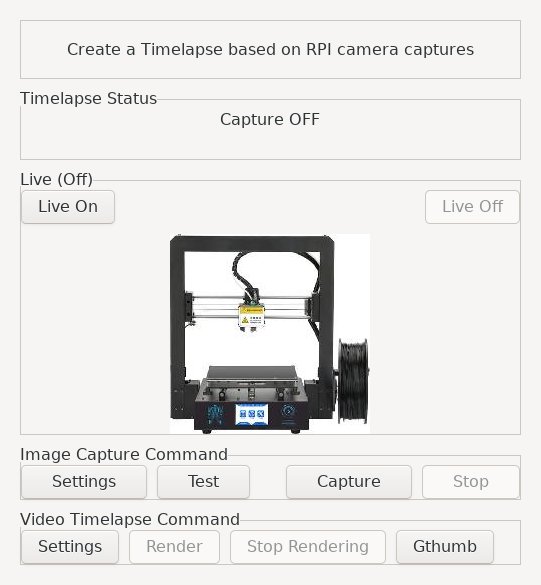 Create a Timelapse based on RPI camera captures
Timelapse Status
Capture OFF
Live (Off)
Live On
Live Off
Image Capture Command
Settings
Test
Capture
Stop
Video Timelapse Command
Settings
Render
Stop Rendering
Gthumb